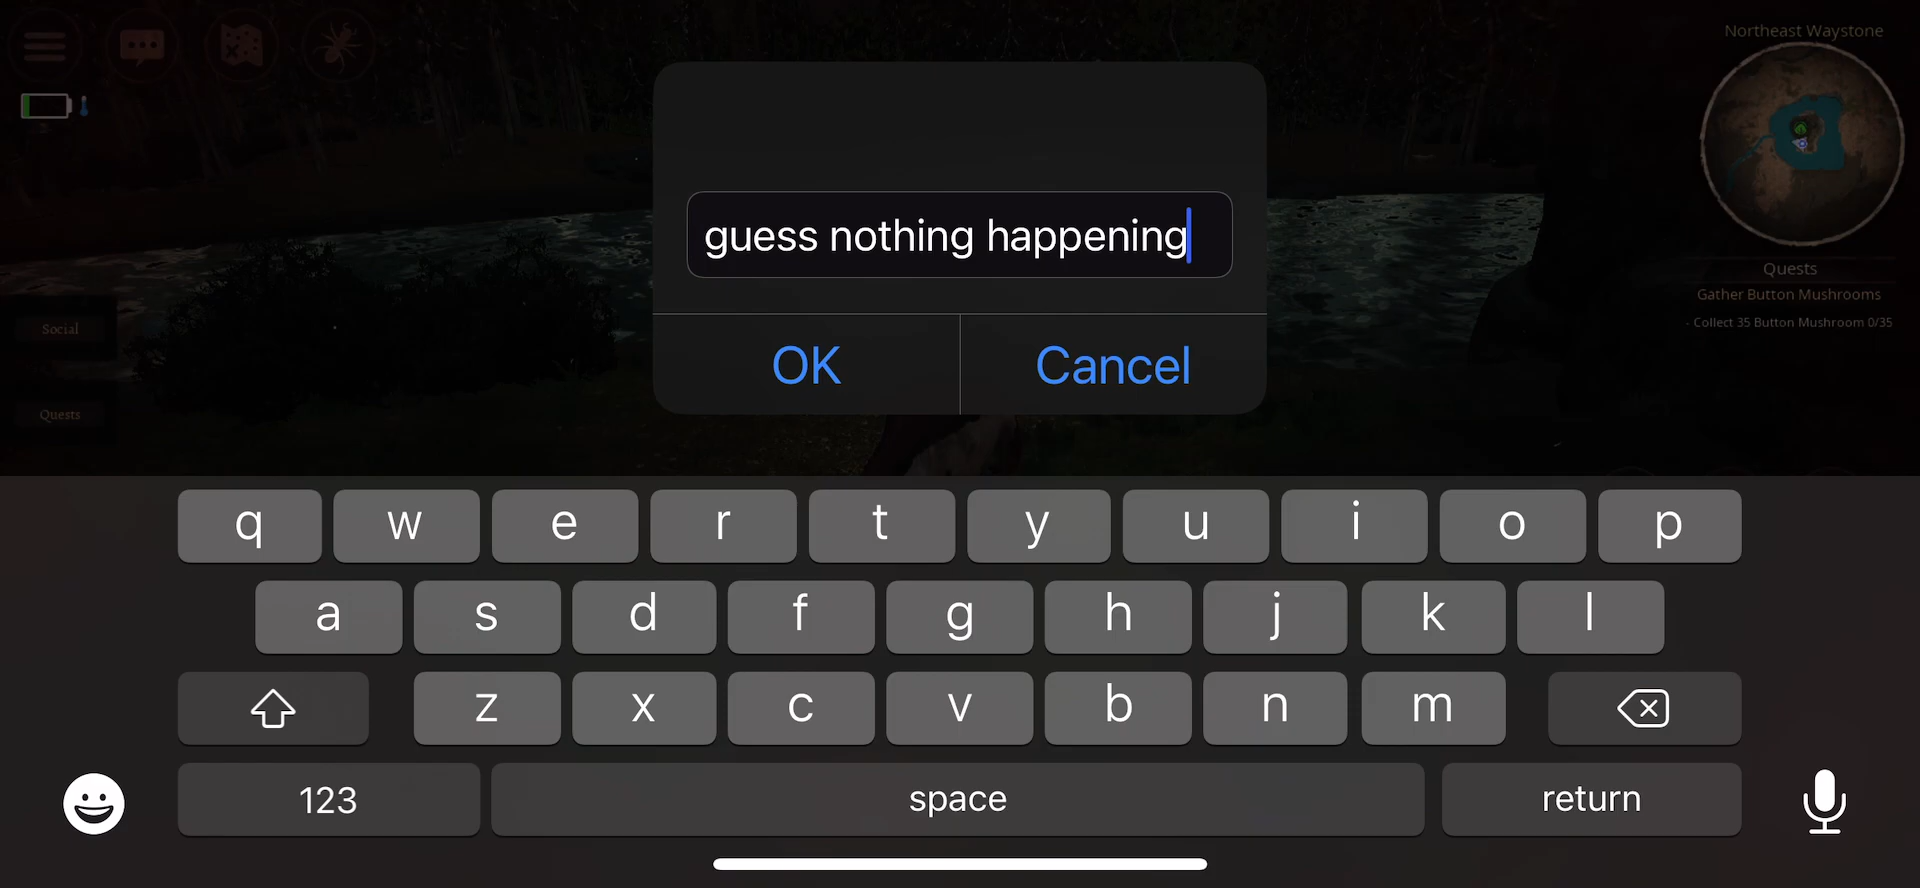 Northeast Waystone
guess nothing happening
OK
Cancel
Quests
Gather Button Mushrooms
- Collect 35 Button Mushroom 0/35
Social
Quests
q w e r t y u i o p
a s d f g h j k l
z x c v b n m
123 space return